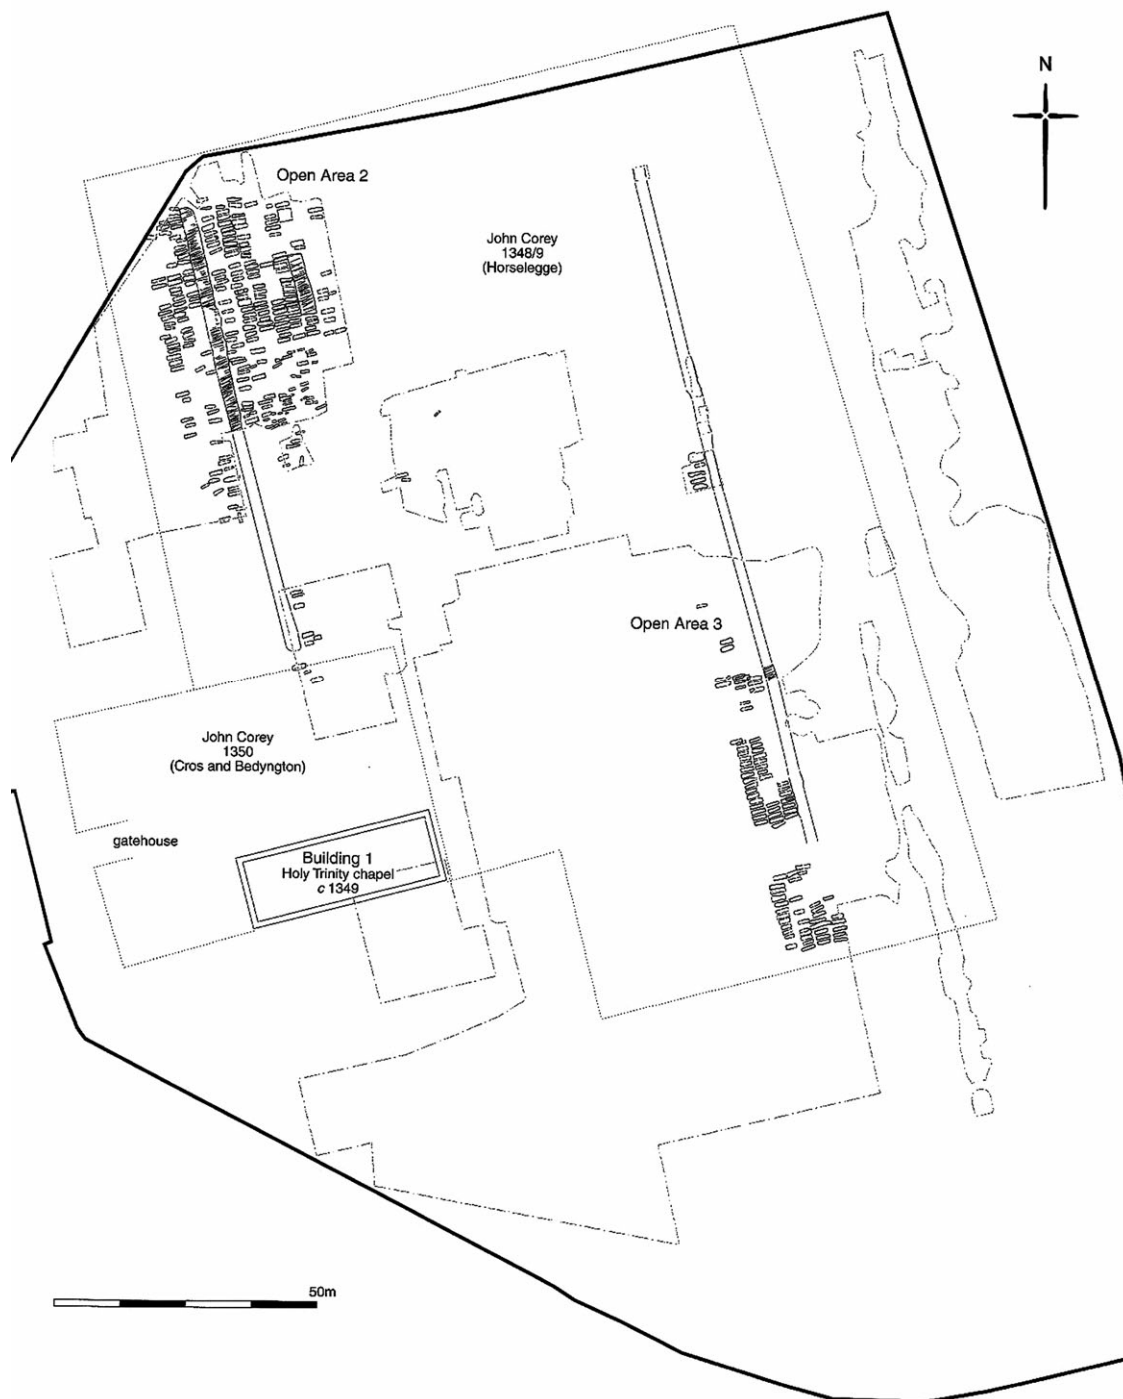 N
Open Area 2
John Corey
1348/9
(Horselegge)
Open Area 3
John Corey
1350
(Cros and Bedyngton)
gatehouse
Building 1
Holy Trinity chapel
c 1349
50m